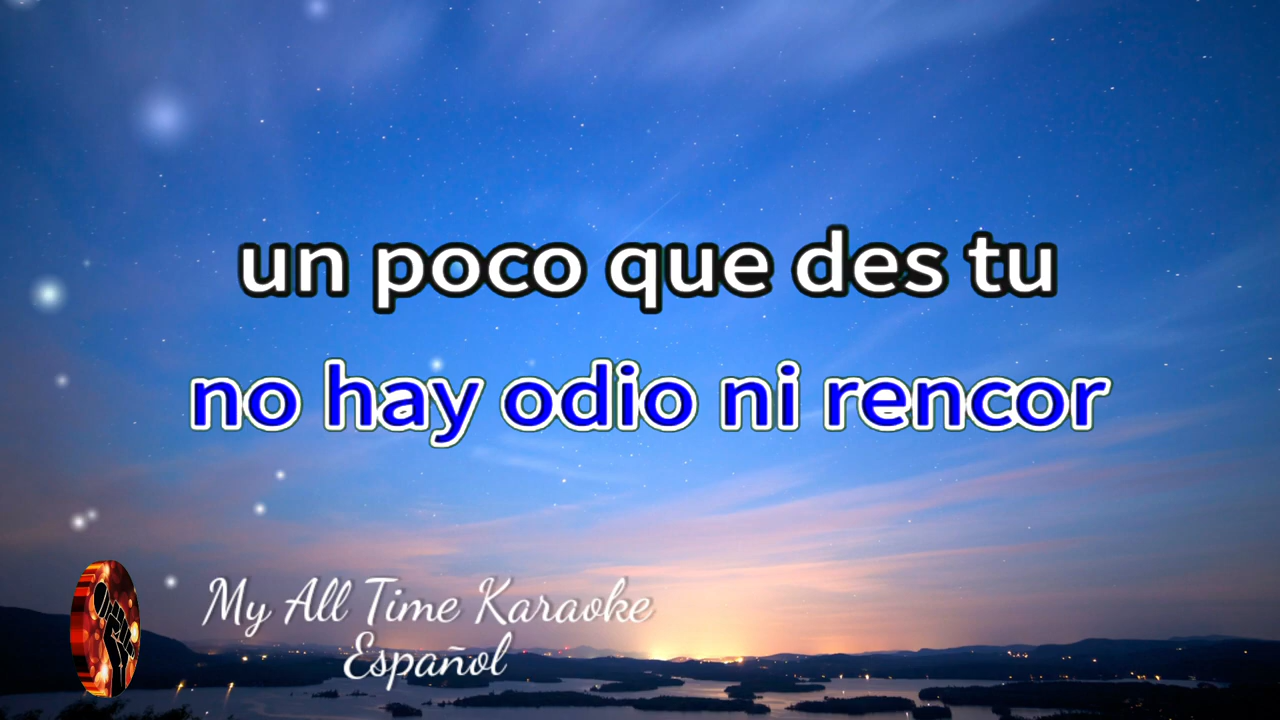 un poco que des tu
no hay odio ni rencor
My All Time Karaoke
Español